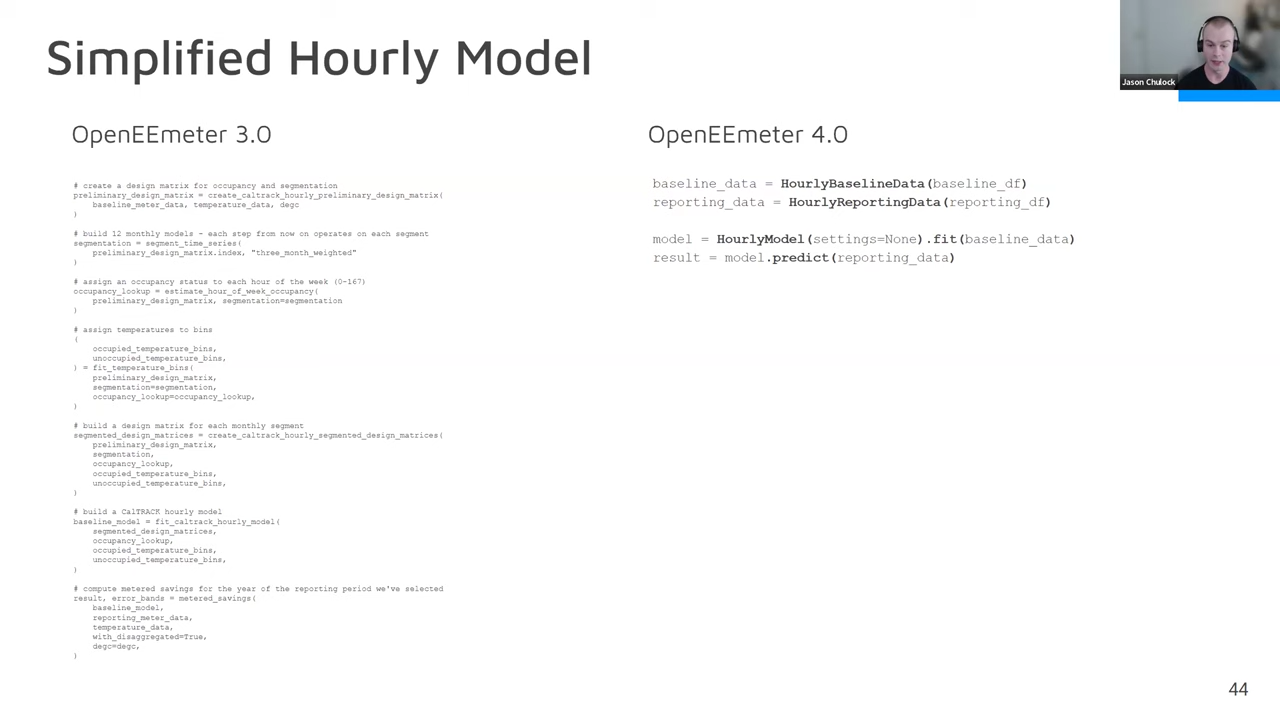 Simplified Hourly Model
Jason Chulock
OpenEEmeter 3.0
# create a design matrix for occupancy and segmentation
preliminary_design_matrix = create_caltrack_hourly_preliminary_design_matrix(
baseline_meter_data, temperature_data, degc
)
# build 12 monthly models - each step from now on operates on each segment
segmentation = segment_time_series(
preliminary_design_matrix.index, "three_month_weighted"
)
# assign an occupancy status to each hour of the week (0-167)
occupancy_lookup = estimate_hour_of_week_occupancy(
preliminary_design_matrix, segmentation=segmentation
)
# assign temperatures to bins
(
occupied_temperature_bins,
unoccupied_temperature_bins,
) = fit_temperature_bins(
preliminary_design_matrix,
segmentation=segmentation,
occupancy_lookup=occupancy_lookup,
)
# build a design matrix for each monthly segment
segmented_design_matrices = create_caltrack_hourly_segmented_design_matrices(
preliminary_design_matrix,
segmentation,
occupancy_lookup,
occupied_temperature_bins,
unoccupied_temperature_bins,
)
# build a CalTRACK hourly model
baseline_model = fit_caltrack_hourly_model(
segmented_design_matrices,
occupancy_lookup,
occupied_temperature_bins,
unoccupied_temperature_bins,
)
# compute metered savings for the year of the reporting period we've selected
result, error_bands = metered_savings(
baseline_model,
reporting_meter_data,
temperature_data,
with_disaggregated=True,
degc=degc,
)
OpenEEmeter 4.0
baseline_data = HourlyBaselineData(baseline_df)
reporting_data = HourlyReportingData(reporting_df)
model = HourlyModel(settings=None).fit(baseline_data)
result = model.predict(reporting_data)
44